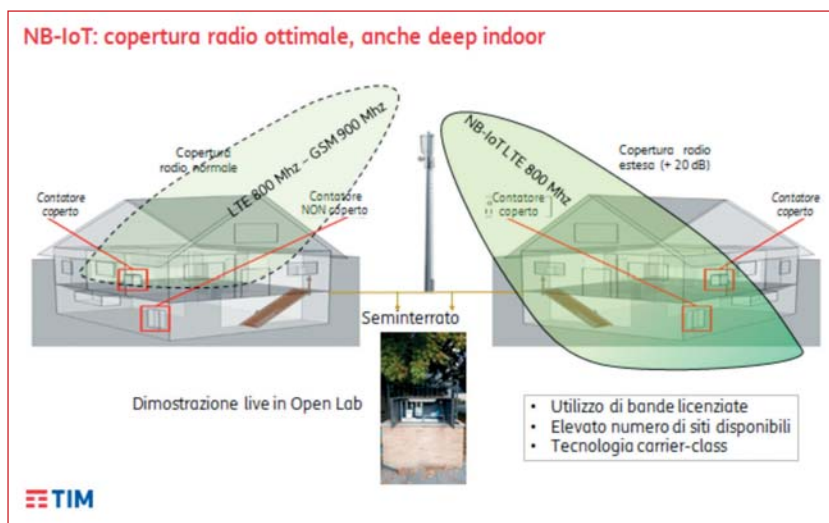 NB-IoT: copertura radio ottimale, anche deep indoor
Copertura
radio normale
LTE 800 Mhz – GSM 900 Mhz
Contatore
coperto
Contatore
NON coperto
NB-IoT LTE 800 Mhz
Copertura radio
estesa (+ 20 dB)
Contatore
coperto
Contatore
coperto
Seminterrato
Dimostrazione live in Open Lab
• Utilizzo di bande licenziate
• Elevato numero di siti disponibili
• Tecnologia carrier-class
TIM